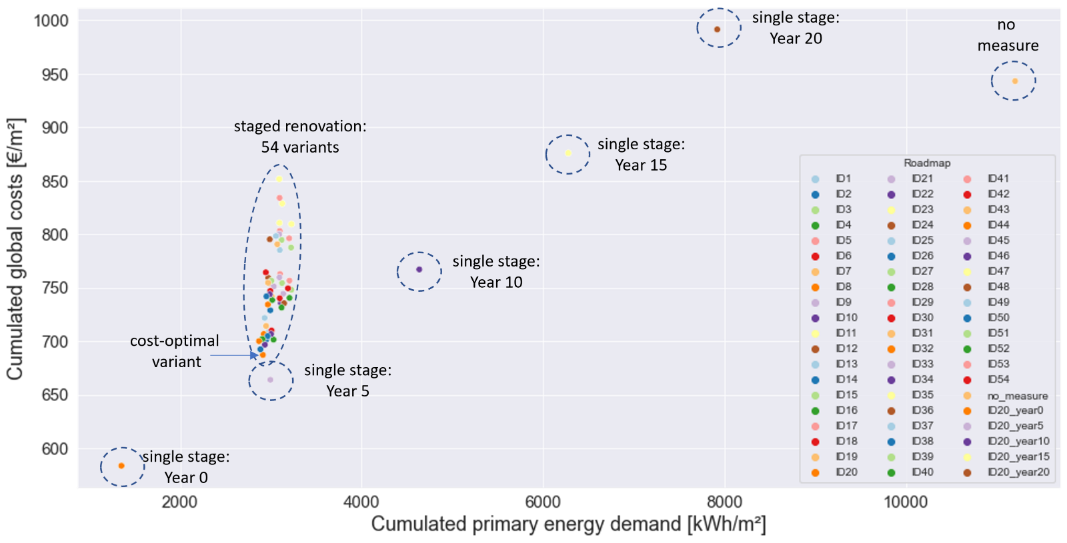 single stage:
Year 20
no
measure
staged renovation:
54 variants
single stage:
Year 15
single stage:
Year 10
cost-optimal
variant
single stage:
Year 5
single stage:
Year 0
Cumulated global costs [€/m²]
1000
950
900
850
800
750
700
650
600
2000
4000
6000
8000
10000
Cumulated primary energy demand [kWh/m²]
Roadmap
ID1
ID2
ID3
ID4
ID5
ID6
ID7
ID8
ID9
ID10
ID11
ID12
ID13
ID14
ID15
ID16
ID17
ID18
ID19
ID20
ID21
ID22
ID23
ID24
ID25
ID26
ID27
ID28
ID29
ID30
ID31
ID32
ID33
ID34
ID35
ID36
ID37
ID38
ID39
ID40
ID41
ID42
ID43
ID44
ID45
ID46
ID47
ID48
ID49
ID50
ID51
ID52
ID53
ID54
no_measure
ID20_year0
ID20_year5
ID20_year10
ID20_year15
ID20_year20